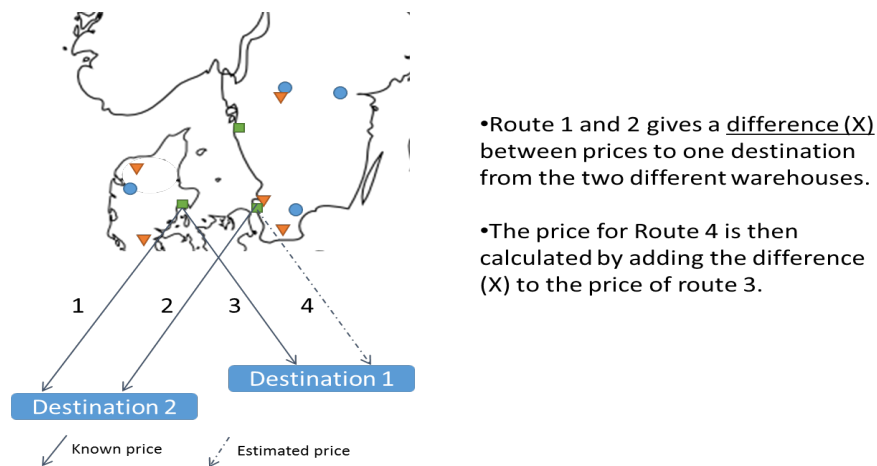 •Route 1 and 2 gives a difference (X)
between prices to one destination
from the two different warehouses.
•The price for Route 4 is then
calculated by adding the difference
(X) to the price of route 3.
1
2
3
4
Destination 1
Destination 2
Known price
Estimated price